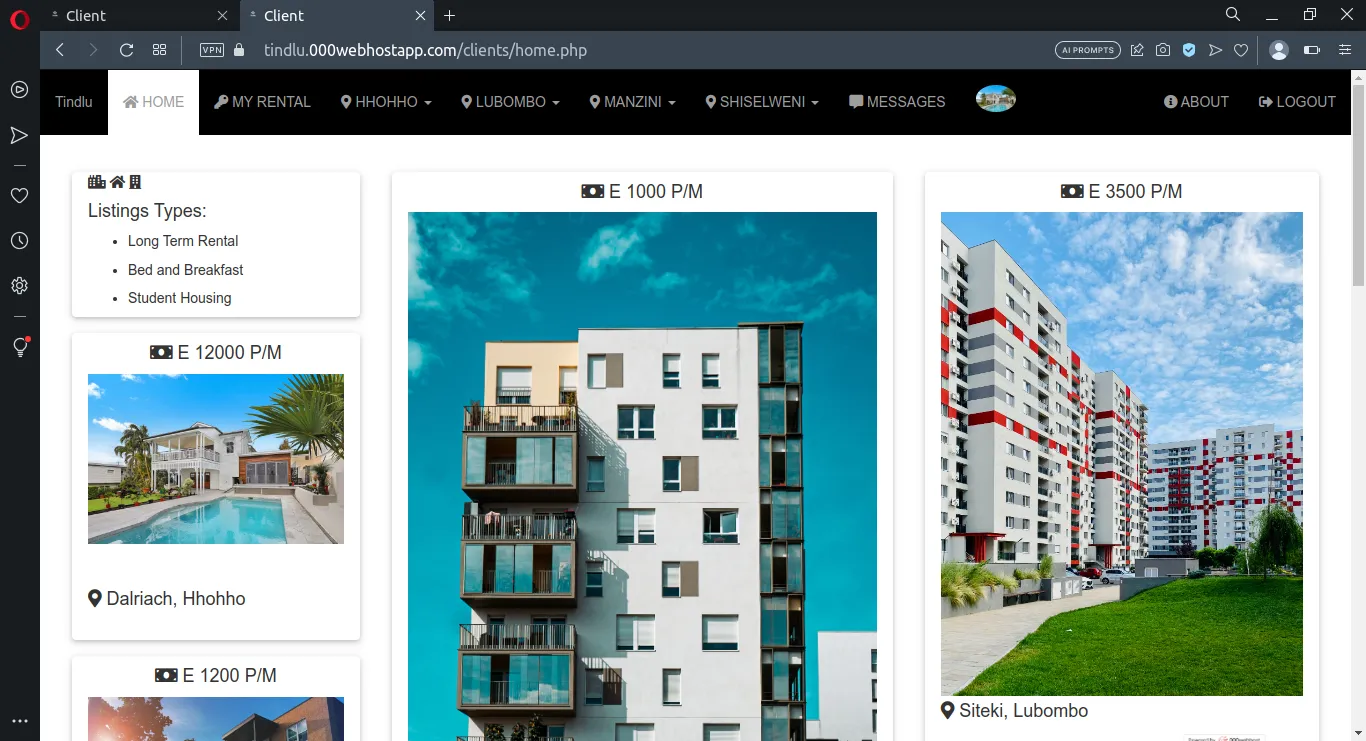 Client
Client
VPN
tindlu.000webhostapp.com/clients/home.php
AI PROMPTS
Tindlu
HOME
MY RENTAL
HHOHHO
LUBOMBO
MANZINI
SHISELWENI
MESSAGES
ABOUT
LOGOUT
Listings Types:
• Long Term Rental
• Bed and Breakfast
• Student Housing
E 12000 P/M
Dalriach, Hhohho
E 1200 P/M
E 1000 P/M
E 3500 P/M
Siteki, Lubombo